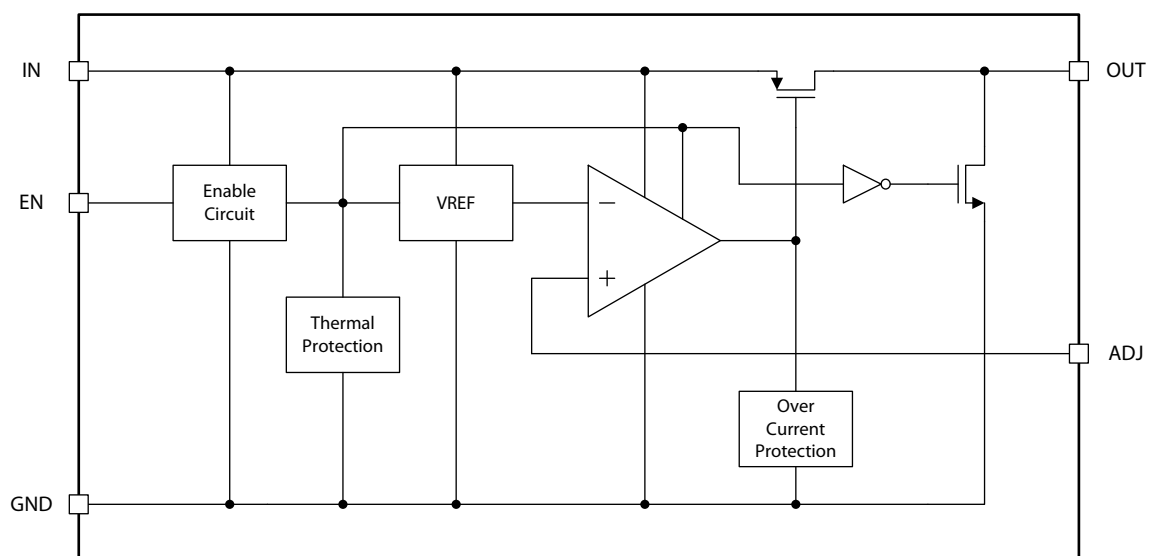 IN
OUT
EN
Enable
Circuit
VREF
−
+
Thermal
Protection
ADJ
Over
Current
Protection
GND